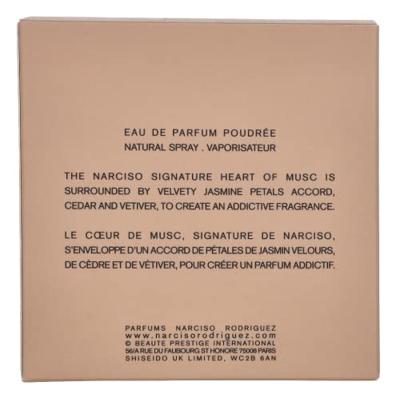 EAU DE PARFUM POUDRÉE
NATURAL SPRAY . VAPORISATEUR
THE NARCISO SIGNATURE HEART OF MUSC IS
SURROUNDED BY VELVETY JASMINE PETALS ACCORD,
CEDAR AND VETIVER, TO CREATE AN ADDICTIVE FRAGRANCE.
LE CŒUR DE MUSC, SIGNATURE DE NARCISO,
S'ENVELOPPE D'UN ACCORD DE PÉTALES DE JASMIN VELOURS,
DE CÈDRE ET DE VÉTIVER, POUR CRÉER UN PARFUM ADDICTIF.
PARFUMS NARCISO RODRIGUEZ
www.narcisorodriguez.com
© BEAUTE PRESTIGE INTERNATIONAL
56/A RUE DU FAUBOURG ST HONORE 75008 PARIS
SHISEIDO UK LIMITED, WC2B 6AN